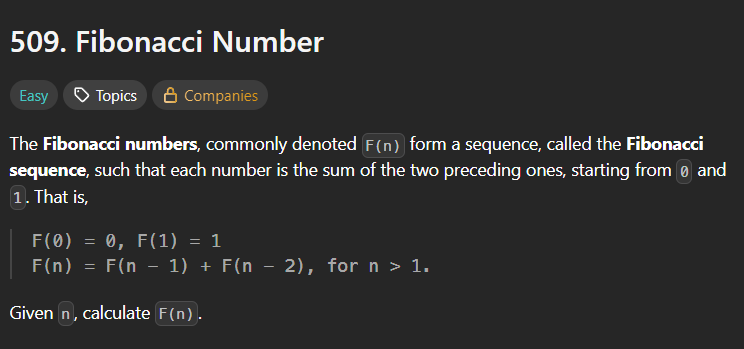 509. Fibonacci Number
Easy Topics Companies
The Fibonacci numbers, commonly denoted F(n) form a sequence, called the Fibonacci
sequence, such that each number is the sum of the two preceding ones, starting from 0 and
1. That is,
F(0) = 0, F(1) = 1
F(n) = F(n - 1) + F(n - 2), for n > 1.
Given n, calculate F(n).